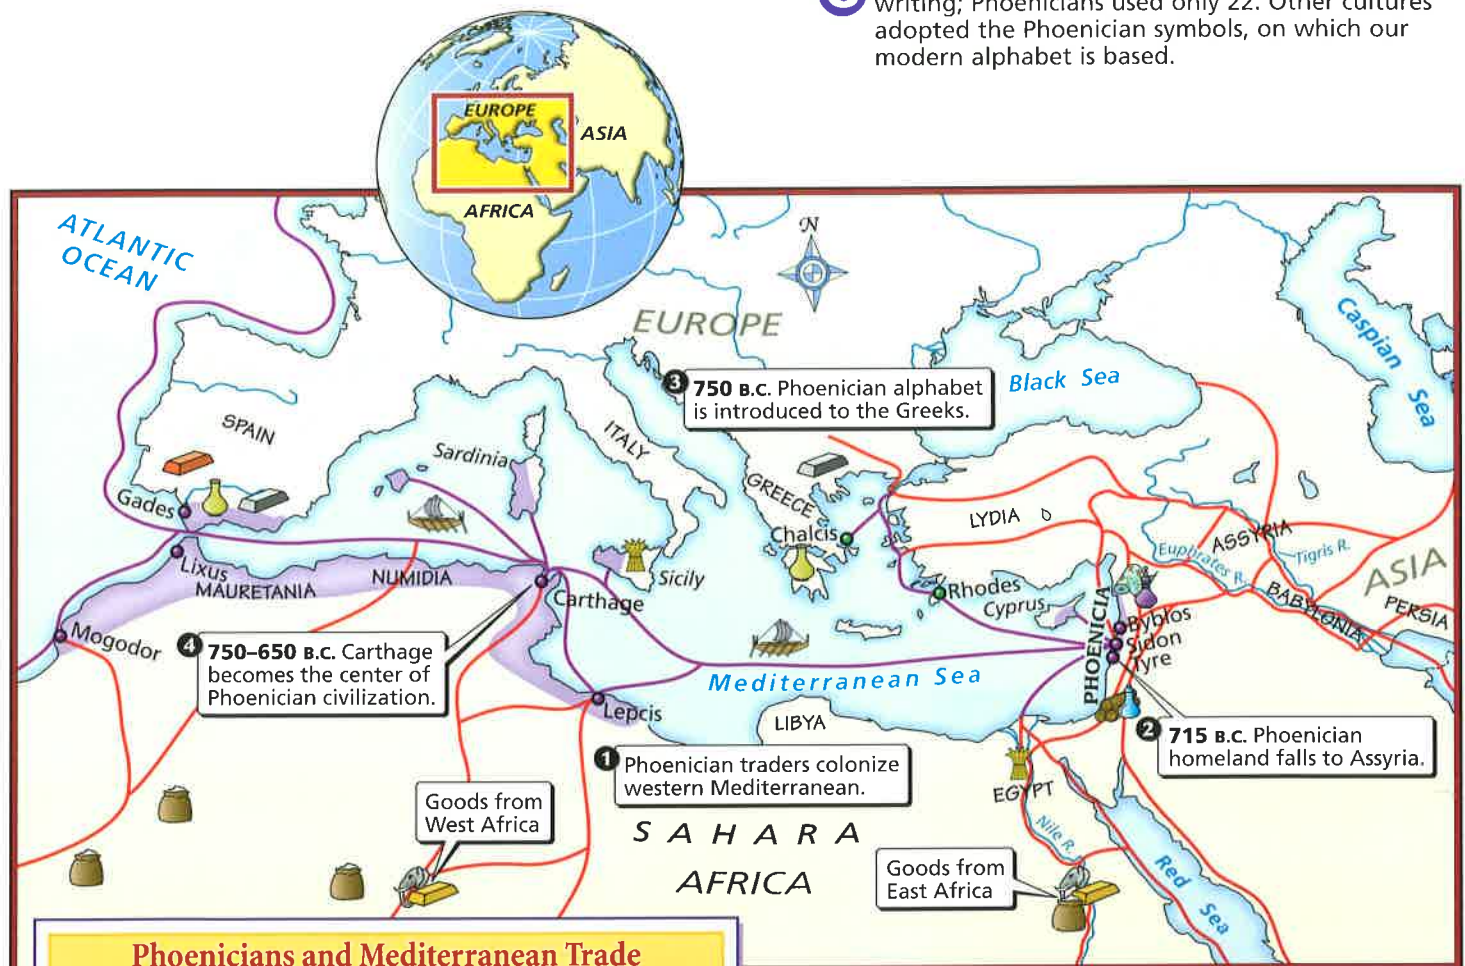 writing; Phoenicians used only 22. Other cultures
adopted the Phoenician symbols, on which our
modern alphabet is based.
EUROPE
ASIA
AFRICA
ATLANTIC
OCEAN
N
EUROPE
Caspian
Sea
Black Sea
3 750 B.C. Phoenician alphabet
is introduced to the Greeks.
SPAIN
Sardinia
ITALY
GREECE
Gades
Chalcis
LYDIA
ASSYRIA
Euphrates R.
Tigris R.
ASIA
Lixus
MAURETANIA
NUMIDIA
Sicily
Carthage
Rhodes
Cyprus
PHOENICIA
Byblos
Sidon
Tyre
BABYLONIA
PERSIA
Mogodor
4 750–650 B.C. Carthage
becomes the center of
Phoenician civilization.
Mediterranean Sea
Lepcis
LIBYA
2 715 B.C. Phoenician
homeland falls to Assyria.
1 Phoenician traders colonize
western Mediterranean.
EGYPT
Nile R.
Goods from
West Africa
SAHARA
AFRICA
Goods from
East Africa
Red
Sea
Phoenicians and Mediterranean Trade